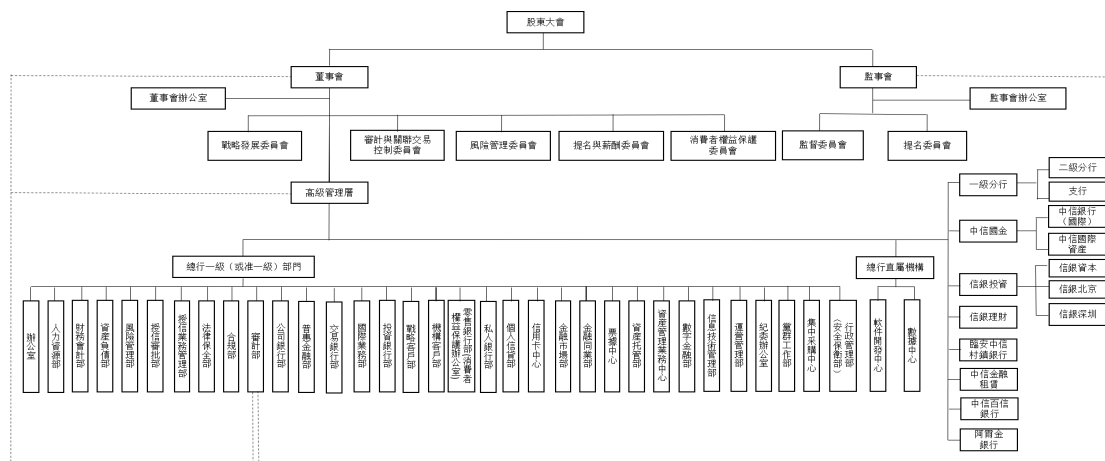 股東大會
董事會
監事會
董事會辦公室
監事會辦公室
戰略發展委員會
審計與關聯交易
控制委員會
風險管理委員會
提名與薪酬委員會
消費者權益保護
委員會
監督委員會
提名委員會
高級管理層
一級分行
二級分行
支行
中信國金
中信銀行
（國際）
中信國際
資產
總行一級（或准一級）部門
總行直屬機構
信銀投資
信銀資本
信銀北京
信銀深圳
信銀理財
臨安中信
村鎮銀行
中信金融
租賃
中信百信
銀行
阿爾金
銀行
辦公室
人力資源部
財務會計部
資產負債部
風險管理部
授信審批部
授信業務管理部
法律保全部
合規部
審計部
公司銀行部
普惠金融部
交易銀行部
國際業務部
投資銀行部
戰略客戶部
機構客戶部
零售銀行部（消費者
權益保護辦公室）
私人銀行部
個人信貸部
信用卡中心
金融市場部
金融同業部
票據中心
資產托管部
資產管理業務中心
數字金融部
信息技術管理部
運營管理部
紀委辦公室
黨群工作部
集中采購中心
行政管理部
（安全保衛部）
軟件開發中心
數據中心